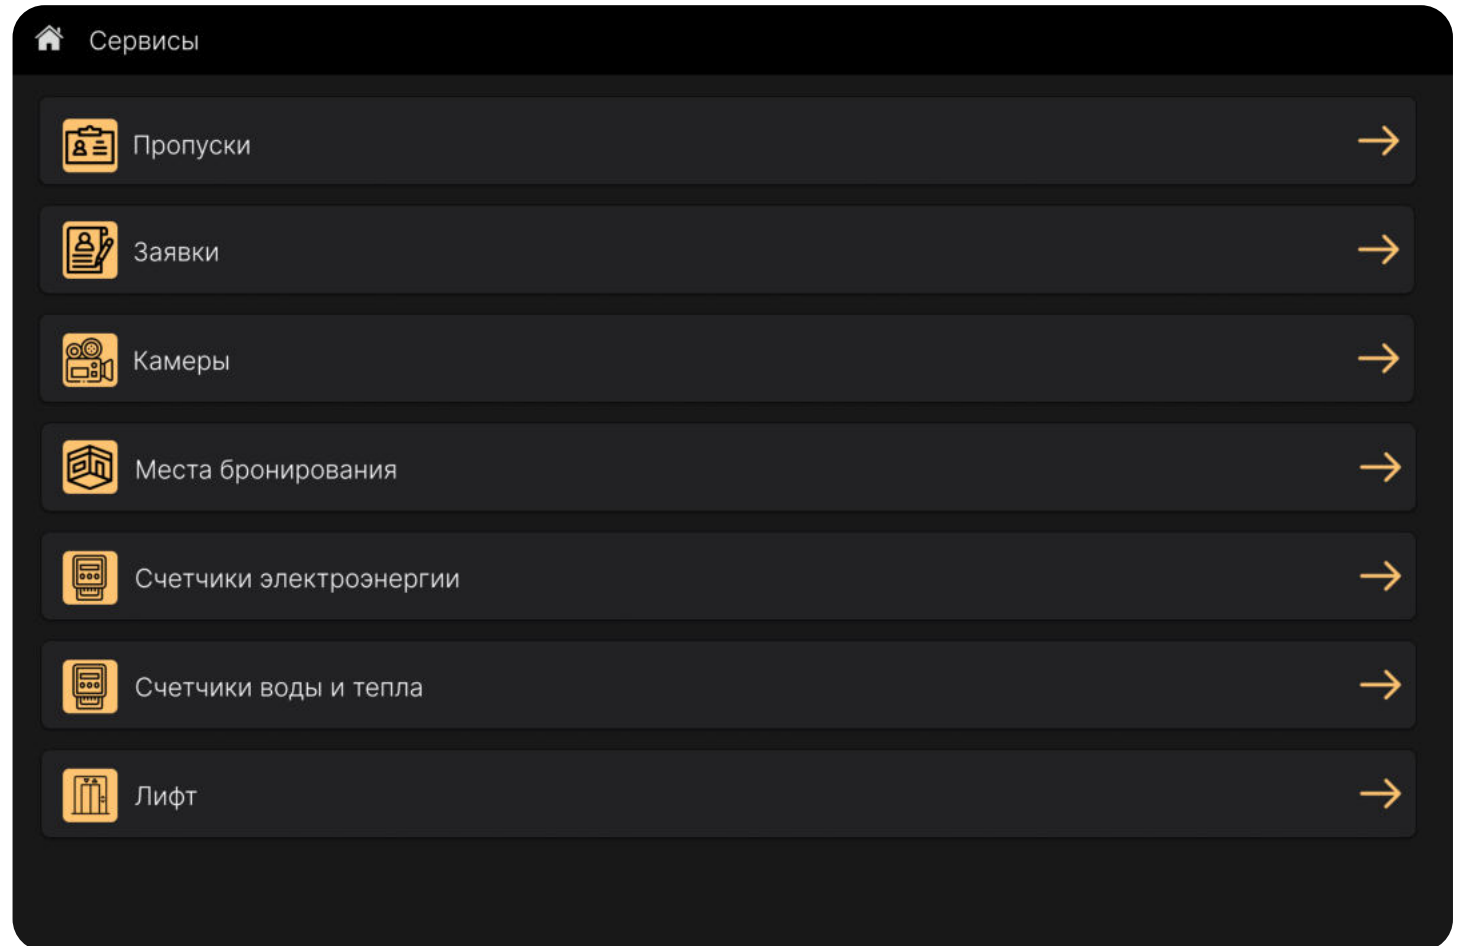 Сервисы
Пропуски
Заявки
Камеры
Места бронирования
Счетчики электроэнергии
Счетчики воды и тепла
Лифт